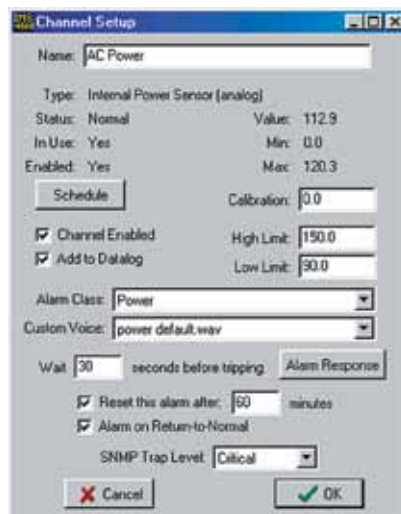 Channel Setup
Name: AC Power
Type: Internal Power Sensor (analog)
Status: Normal Value: 112.9
In Use: Yes Min: 0.0
Enabled: Yes Max: 120.3
Schedule Calibration: 0.0
Channel Enabled High Limit: 150.0
Add to Datalog Low Limit: 90.0
Alarm Class: Power
Custom Voice: power default.wav
Wait 30 seconds before tripping. Alarm Response
Reset this alarm after: 60 minutes
Alarm on Return-to-Normal
SNMP Trap Level: Critical
Cancel OK